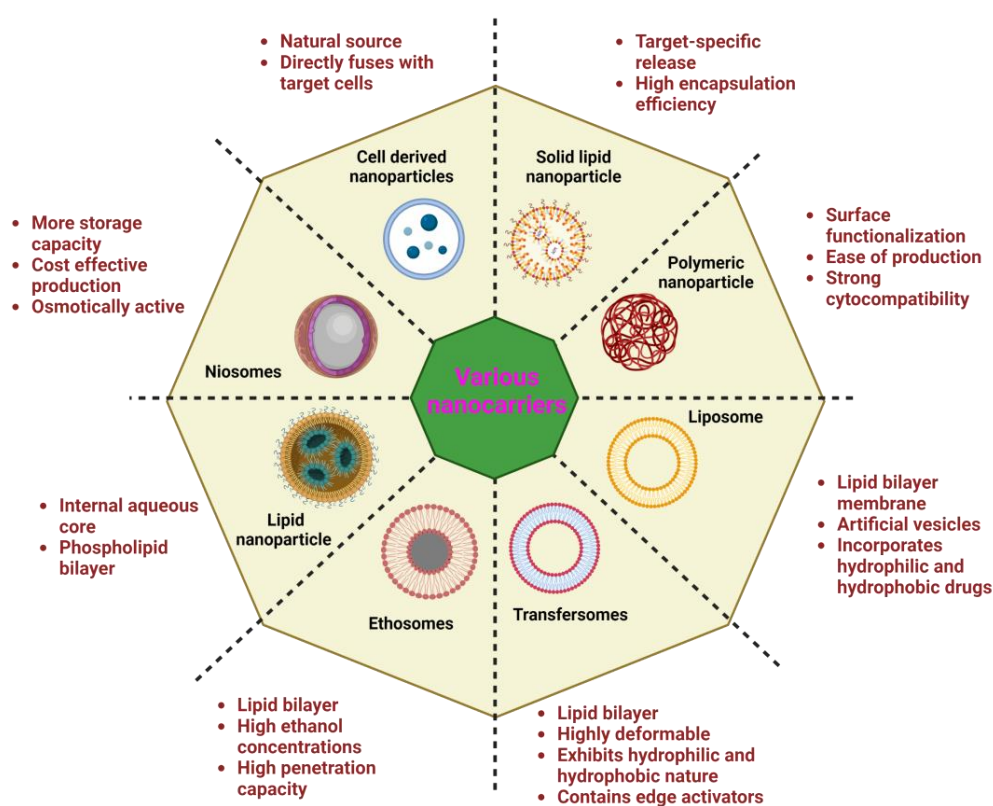 • Natural source
• Directly fuses with
target cells
• Target-specific
release
• High encapsulation
efficiency
Cell derived
nanoparticles
Solid lipid
nanoparticle
• More storage
capacity
• Cost effective
production
• Osmotically active
• Surface
functionalization
• Ease of production
• Strong
cytocompatibility
Polymeric
nanoparticle
Niosomes
Various
nanocarriers
Liposome
• Internal aqueous
core
• Phospholipid
bilayer
Lipid
nanoparticle
• Lipid bilayer
membrane
• Artificial vesicles
• Incorporates
hydrophilic and
hydrophobic drugs
Ethosomes
Transfersomes
• Lipid bilayer
• High ethanol
concentrations
• High penetration
capacity
• Lipid bilayer
• Highly deformable
• Exhibits hydrophilic and
hydrophobic nature
• Contains edge activators